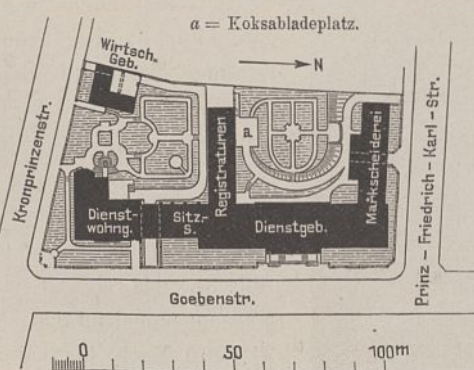 a = Koksabladeplatz.
Wirtsch.
Geb.
N
Kronprinzenstr.
Registraturen
a.
Markscheiderei
Prinz-Friedrich-Karl-Str.
Dienst-
wohng.
Sitz.-
S.
Dienstgeb.
Goebenstr.
0 50 100m